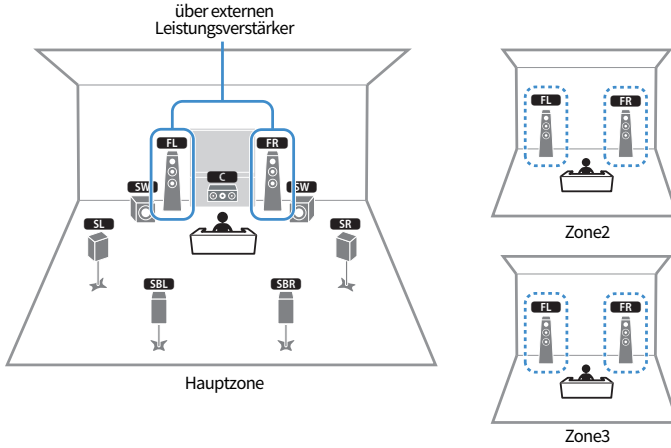 über externen
Leistungsverstärker
FL
FR
C
SW
SW
SL
SR
SBL
SBR
Hauptzone
FL
FR
Zone2
FL
FR
Zone3